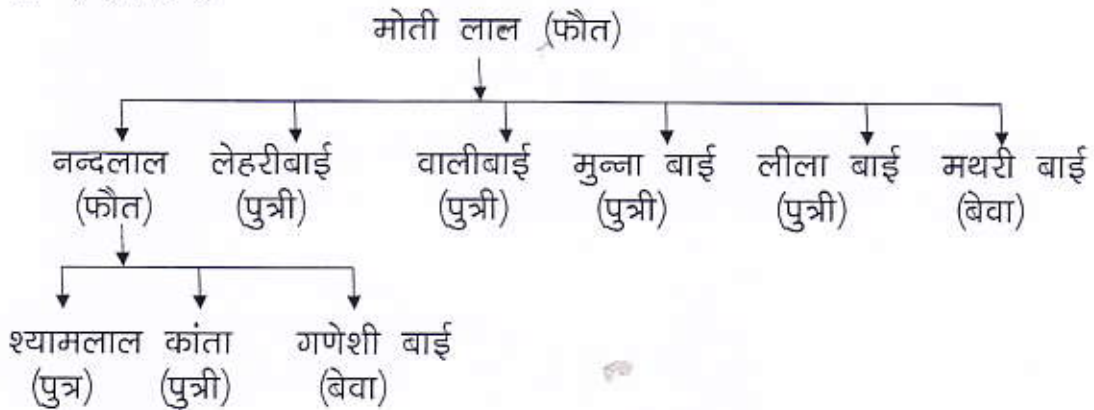 मोती लाल (फौत)
नन्दलाल लेहरीबाई वालीबाई मुन्ना बाई लीला बाई मथरी बाई
(फौत) (पुत्री) (पुत्री) (पुत्री) (पुत्री) (बेवा)
श्यामलाल कांता गणेशी बाई
(पुत्र) (पुत्री) (बेवा)